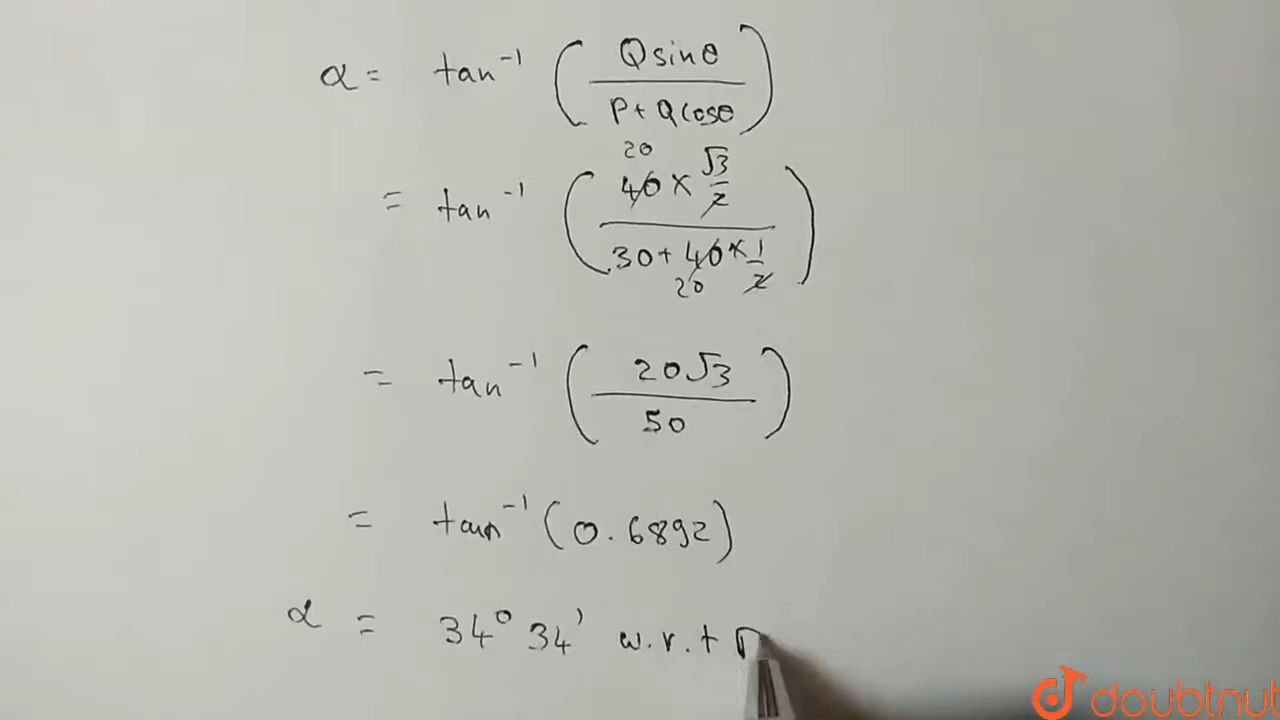 α = tan⁻¹ (Q sinθ / P + Q cosθ)
= tan⁻¹ (20 40 × √3/2 / 30 + 40 × 1/2 20)
= tan⁻¹ (20√3 / 50)
= tan⁻¹ (0.6892)
α = 34° 34' w.r.t
doubtnut